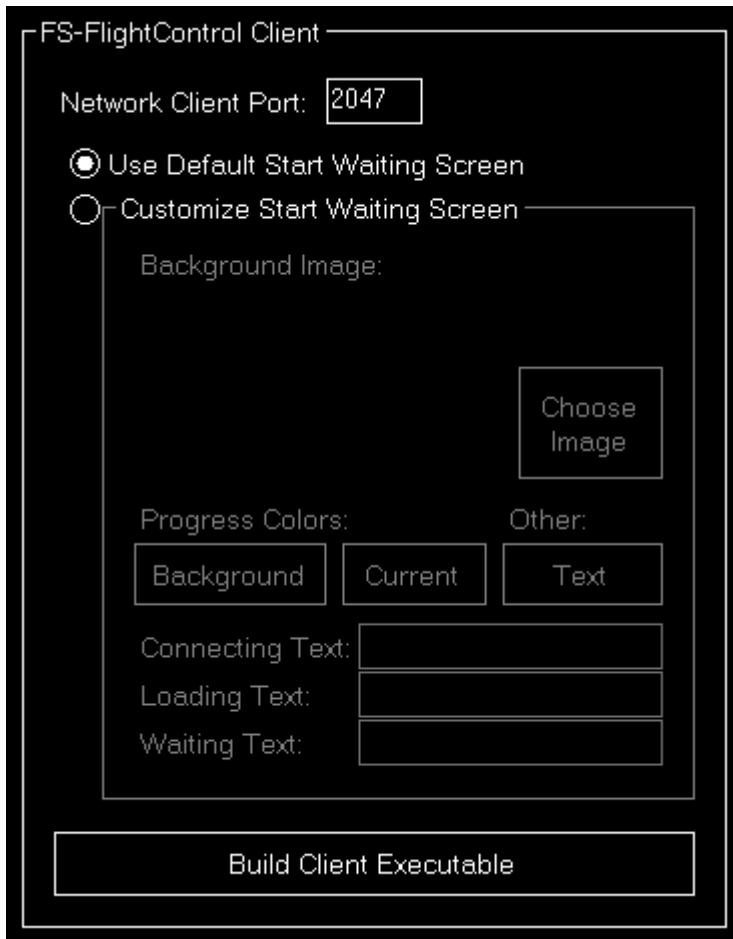 FS-FlightControl Client
Network Client Port: 2047
Use Default Start Waiting Screen
Customize Start Waiting Screen
Background Image:
Choose
Image
Progress Colors: Other:
Background Current Text
Connecting Text:
Loading Text:
Waiting Text:
Build Client Executable